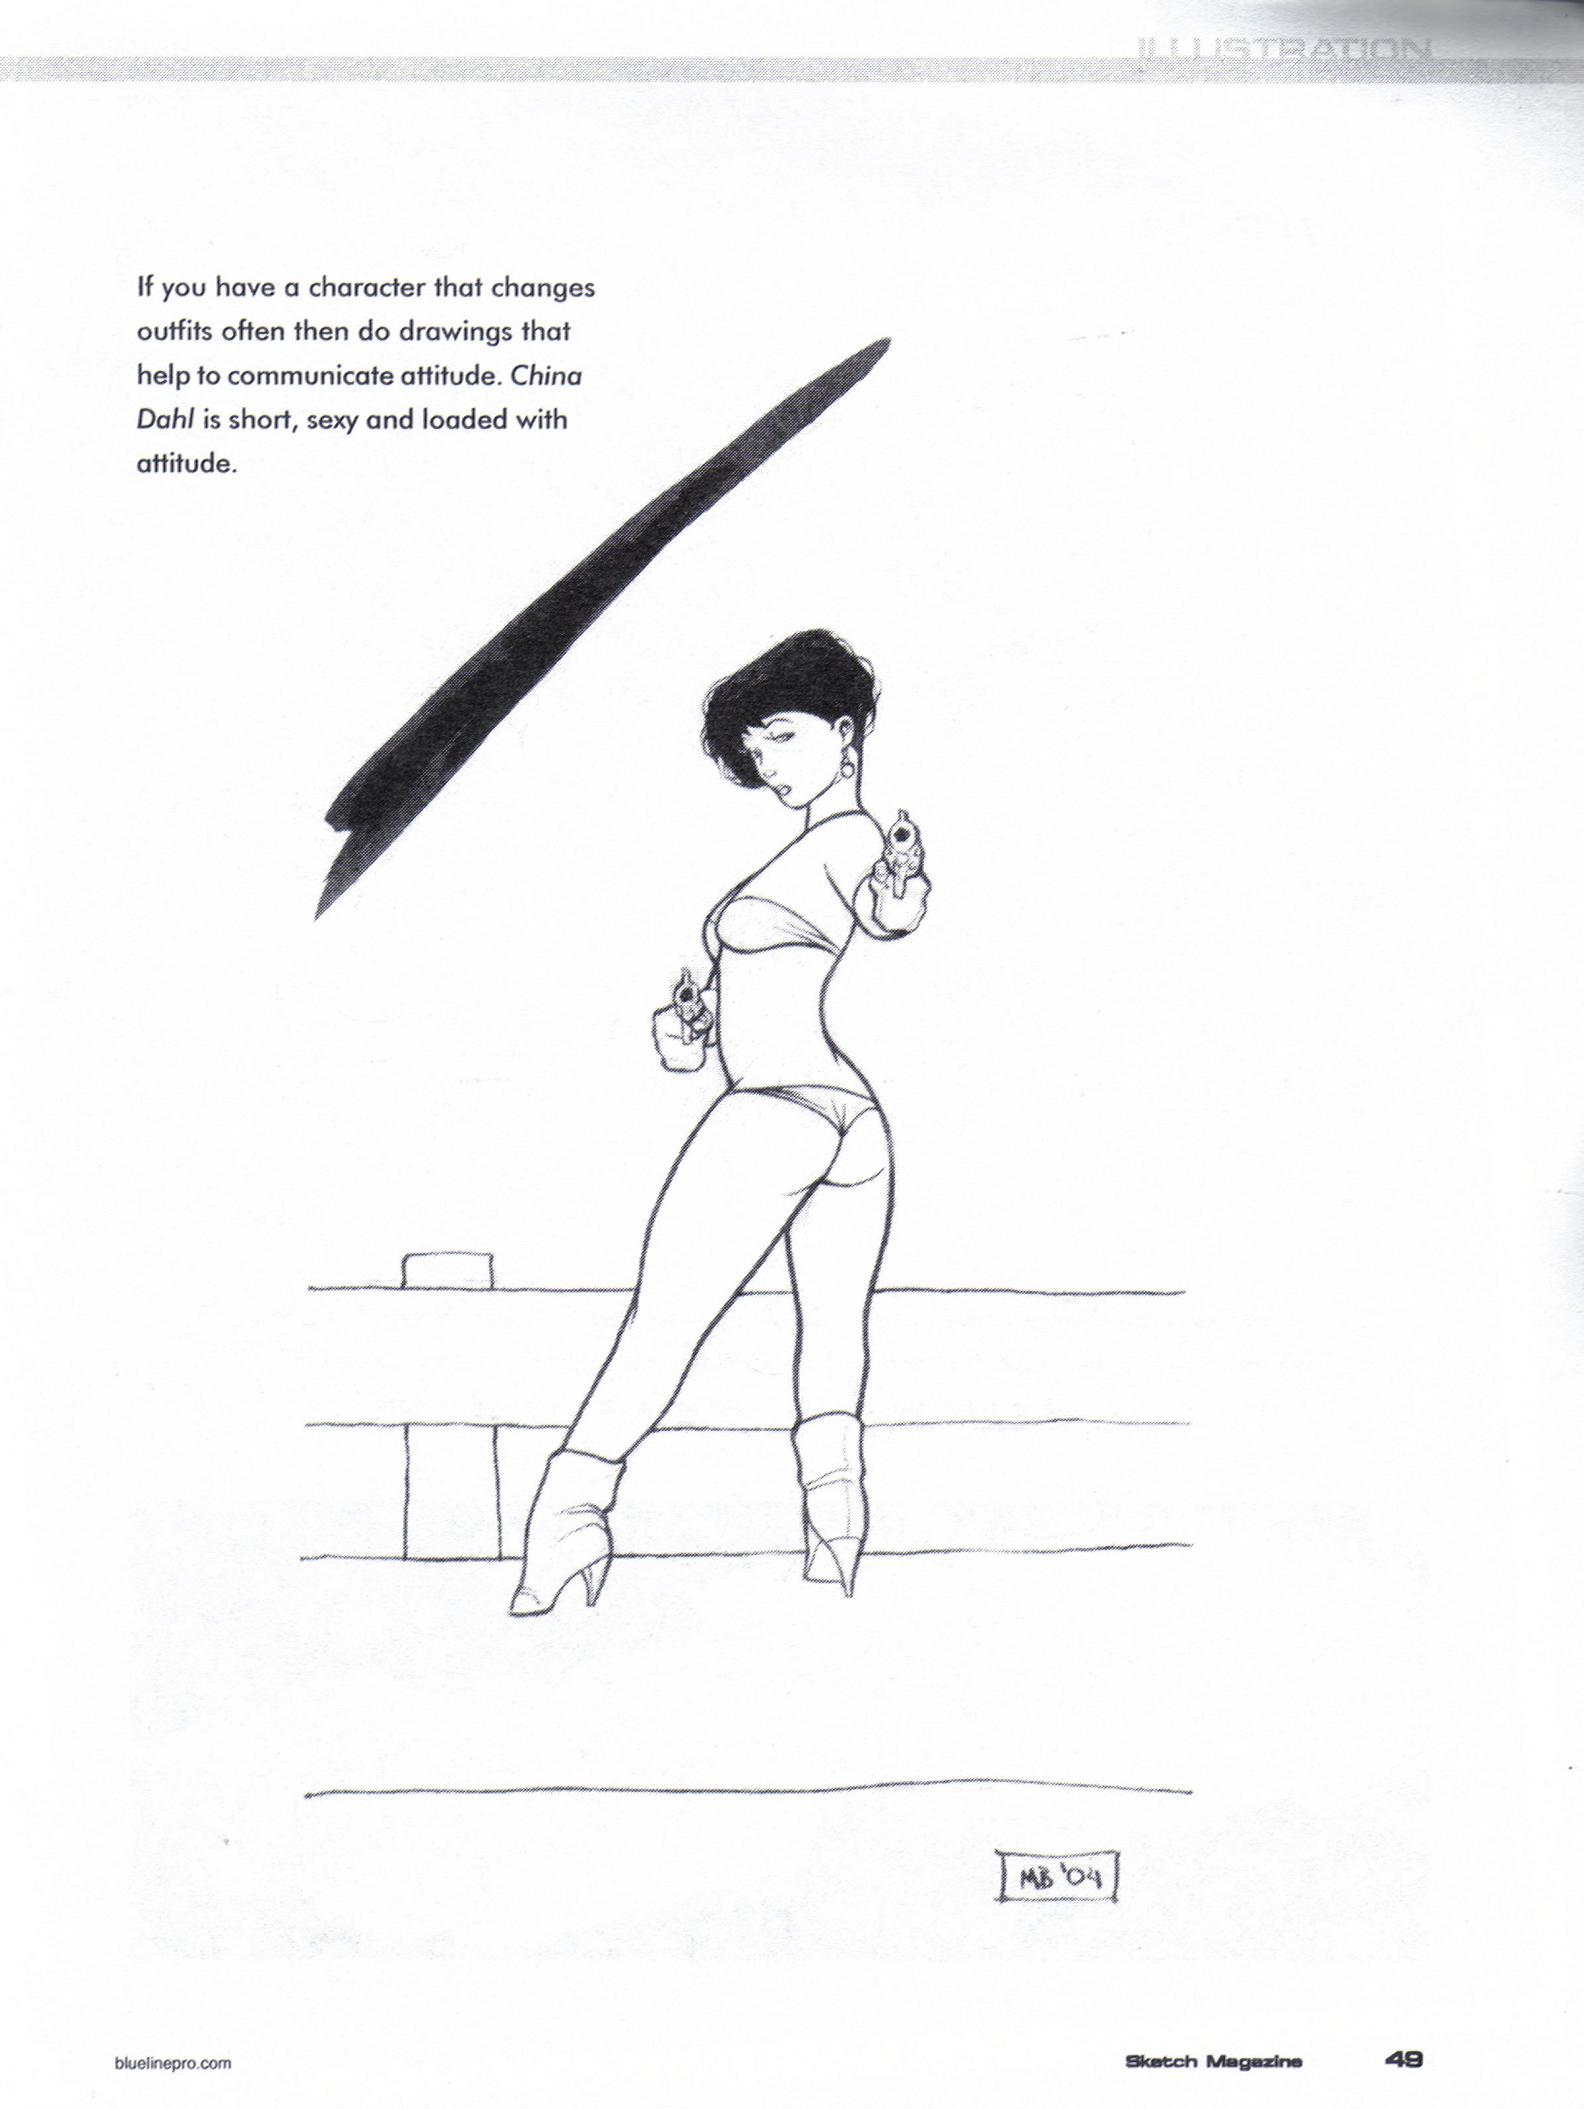 ILLUSTRATION
If you have a character that changes
outfits often then do drawings that
help to communicate attitude. China
Dahl is short, sexy and loaded with
attitude.
MB '04
bluelinepro.com
Sketch Magazine
49